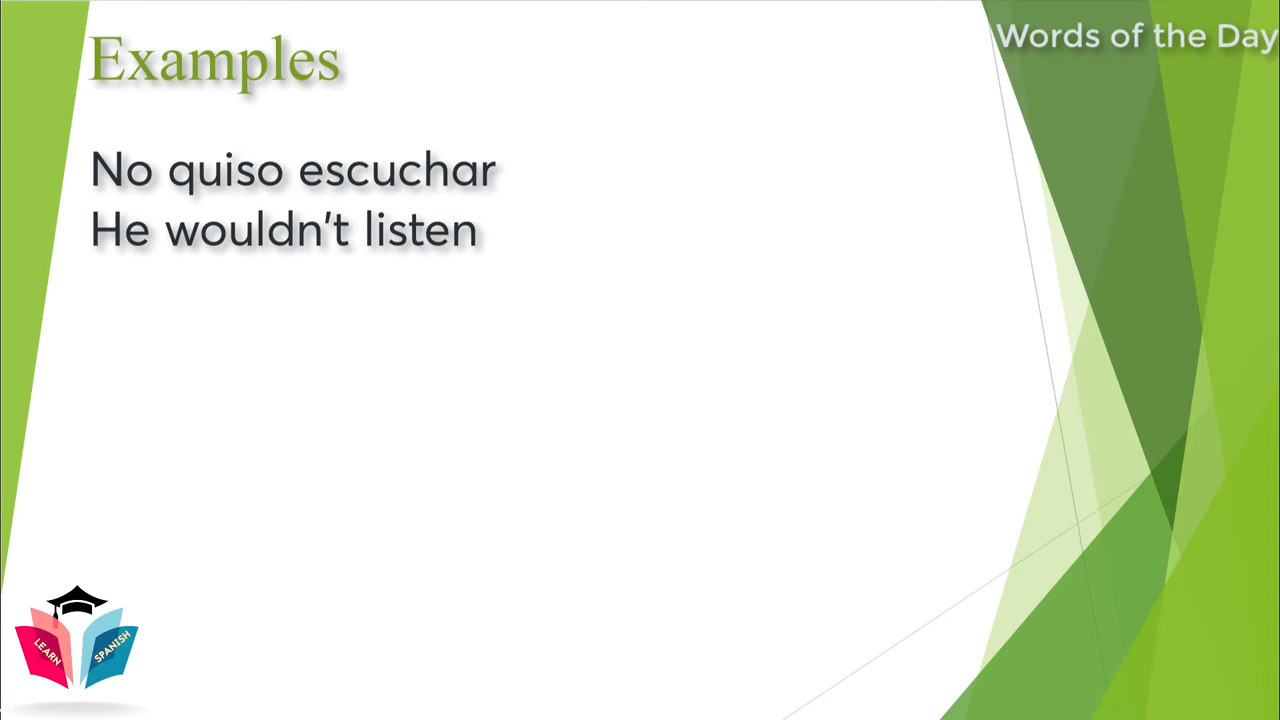 Examples
Words of the Day
No quiso escuchar
He wouldn't listen
LEARN
SPANISH